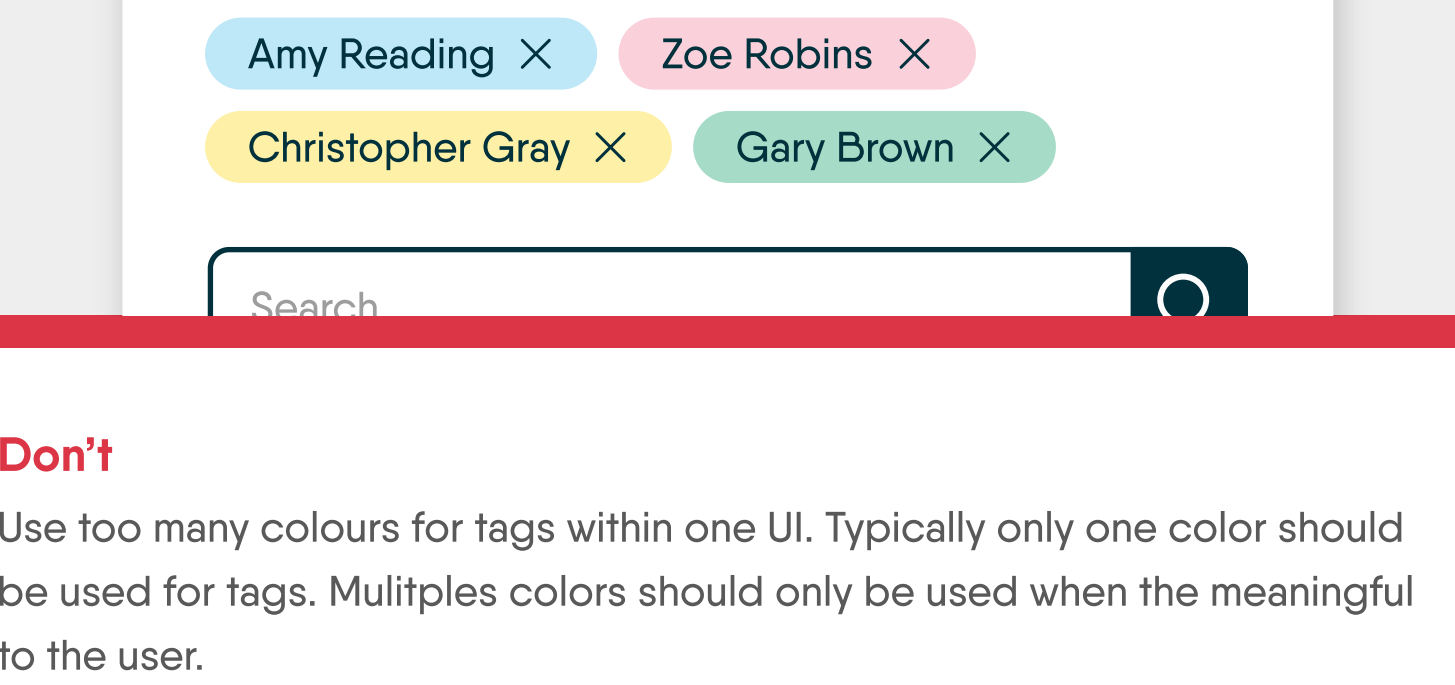 Amy Reading
Zoe Robins
Christopher Gray
Gary Brown
Search
Don’t
Use too many colours for tags within one UI. Typically only one color should
be used for tags. Mulitples colors should only be used when the meaningful
to the user.